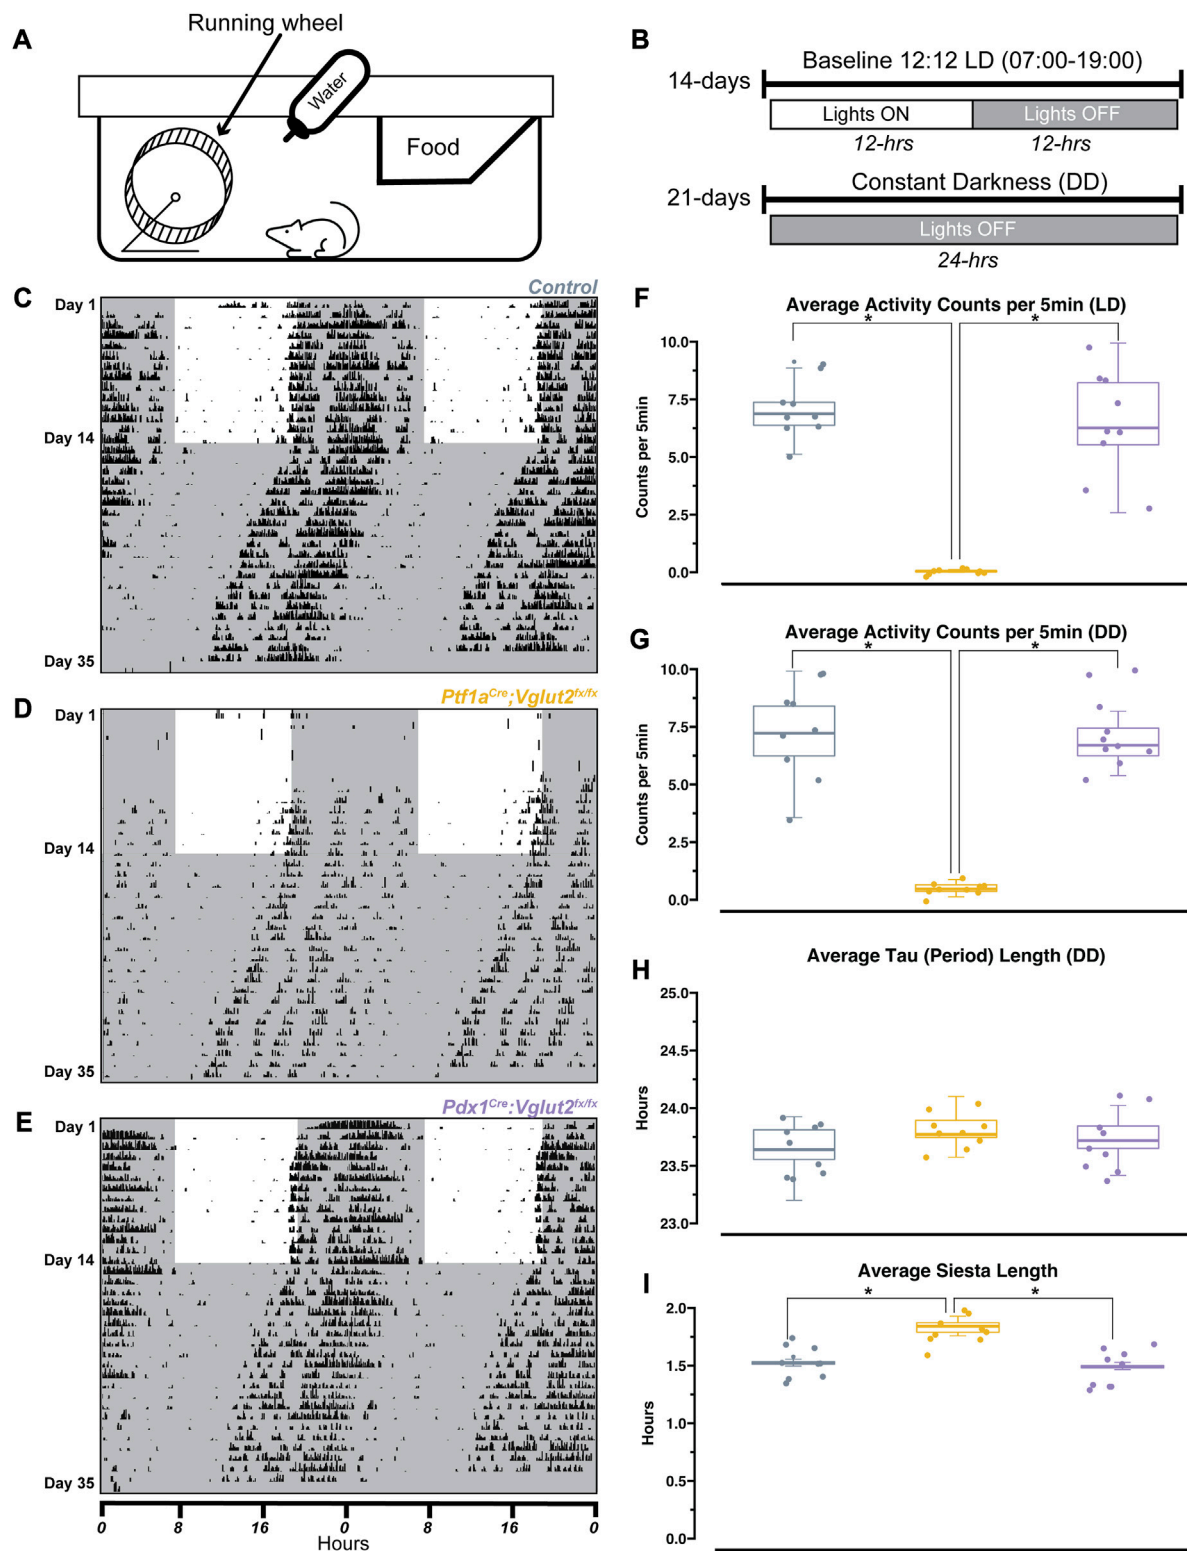 A
Running wheel
Water
Food
B
Baseline 12:12 LD (07:00-19:00)
14-days
Lights ON
Lights OFF
12-hrs
12-hrs
Constant Darkness (DD)
21-days
Lights OFF
24-hrs
C
Control
Day 1
Day 14
Day 35
D
Ptf1aCre;Vglut2fx/fx
Day 1
Day 14
Day 35
E
Pdx1Cre:Vglut2fx/fx
Day 1
Day 14
Day 35
0
8
16
0
8
16
0
Hours
F
Average Activity Counts per 5min (LD)
*
*
10.0
7.5
5.0
2.5
0.0
Counts per 5min
G
Average Activity Counts per 5min (DD)
*
*
10.0
7.5
5.0
2.5
0.0
Counts per 5min
H
Average Tau (Period) Length (DD)
25.0
24.5
24.0
23.5
23.0
Hours
I
Average Siesta Length
*
*
2.0
1.5
1.0
0.5
0.0
Hours